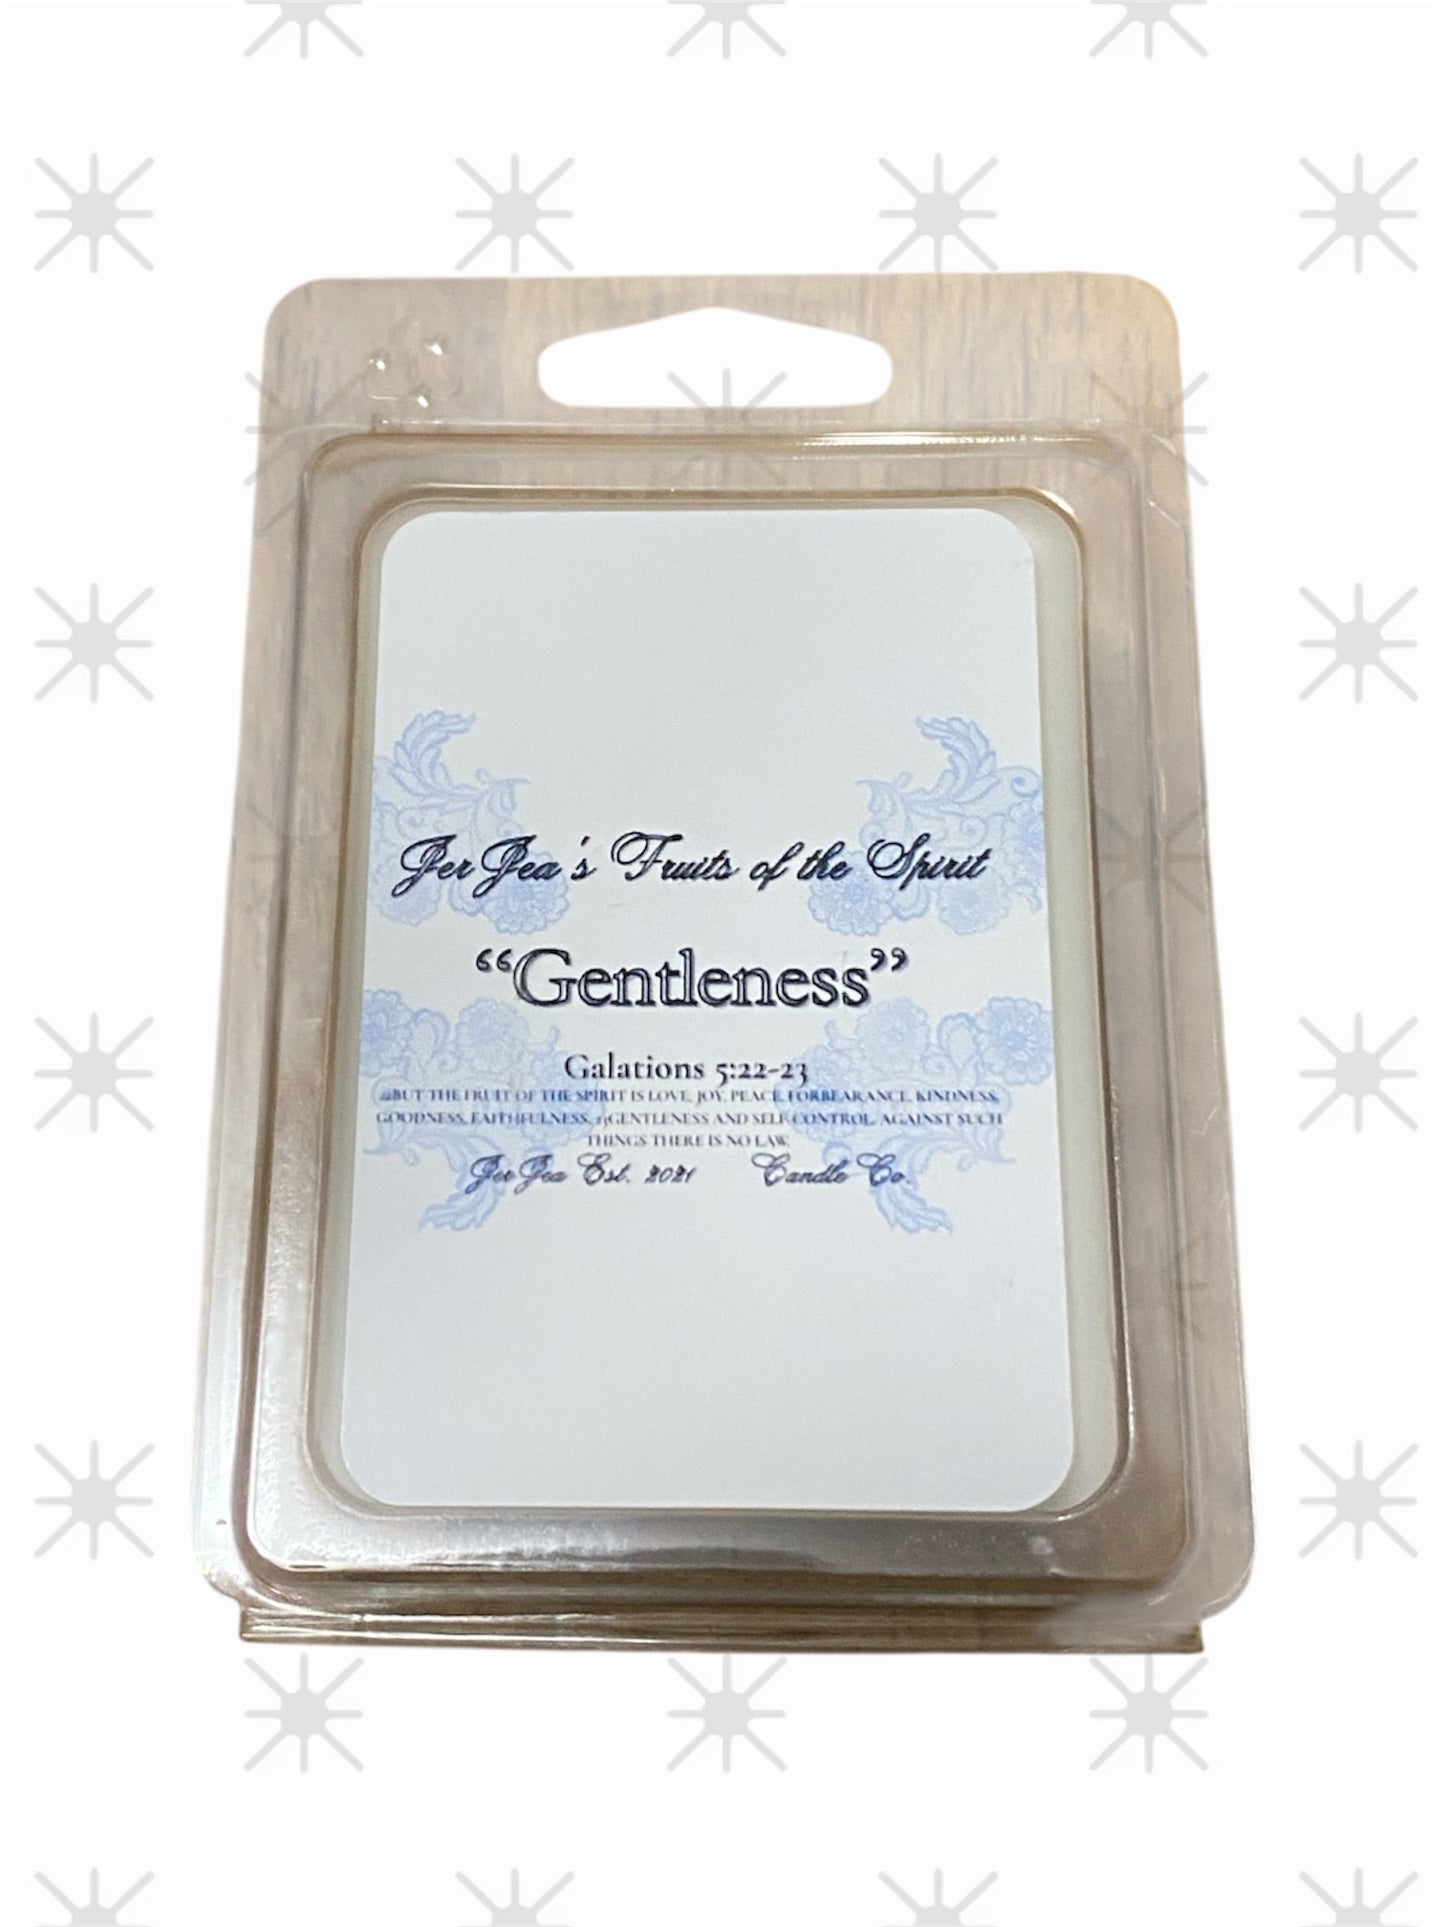 JerJea's Fruits of the Spirit
“Gentleness”
Galations 5:22-23
22BUT THE FRUIT OF THE SPIRIT IS LOVE, JOY, PEACE, FORBEARANCE, KINDNESS,
GOODNESS, FAITHFULNESS, 23GENTLENESS AND SELF-CONTROL. AGAINST SUCH
THINGS THERE IS NO LAW.
JerJea Est. 2021 Candle Co.